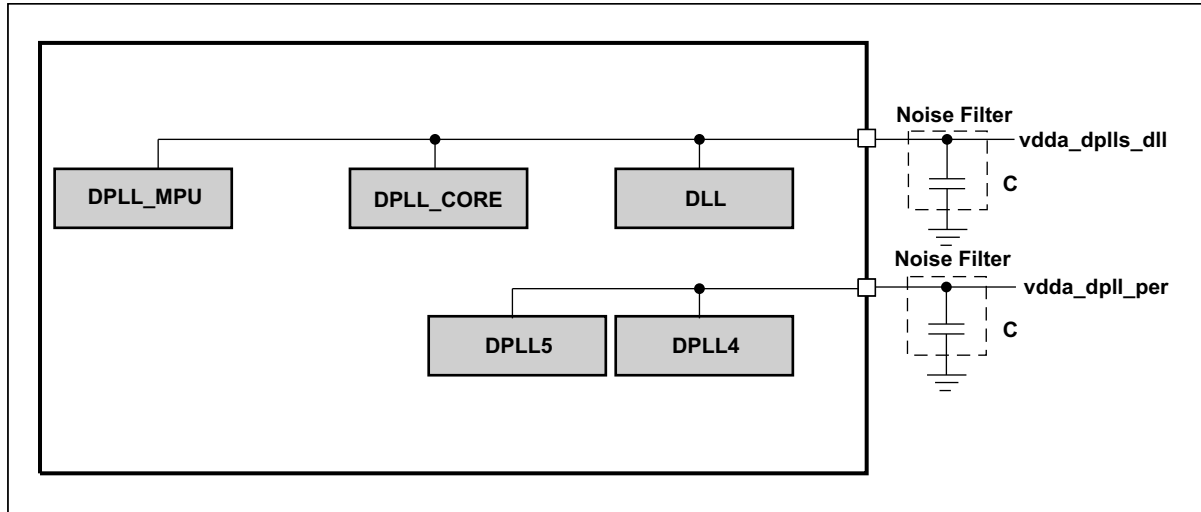 Noise Filter
vdda_dplls_dll
DPLL_MPU
DPLL_CORE
DLL
C
Noise Filter
vdda_dpll_per
DPLL5
DPLL4
C